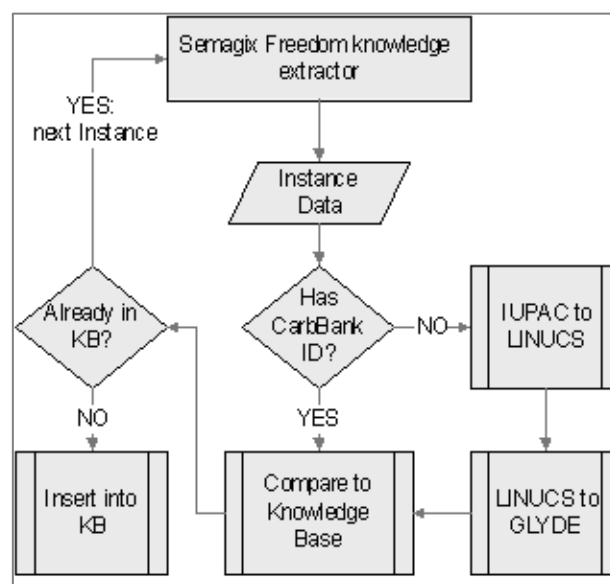 Semagix Freedom knowledge
extractor
YES:
next Instance
Instance
Data
Already in
KB?
Has
CarbBank
ID?
NO
IUPAC to
LINUCS
NO
YES
Insert into
KB
Compare to
Knowledge
Base
LINUCS to
GLYDE